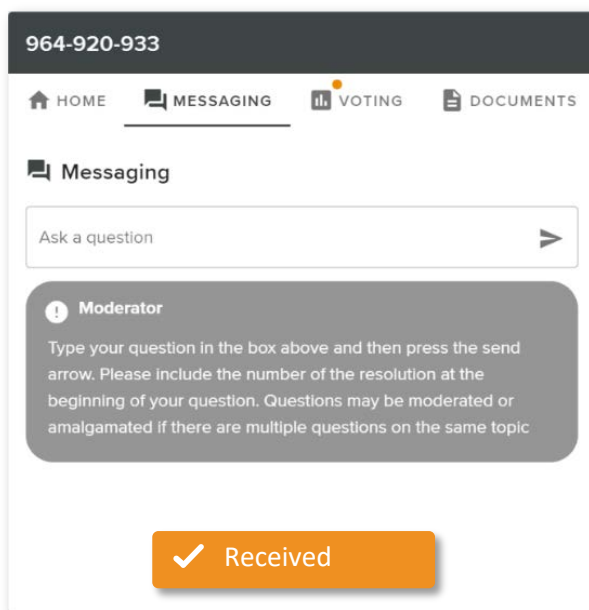 964-920-933
HOME MESSAGING VOTING DOCUMENTS
Messaging
Ask a question
Moderator
Type your question in the box above and then press the send
arrow. Please include the number of the resolution at the
beginning of your question. Questions may be moderated or
amalgamated if there are multiple questions on the same topic
Received